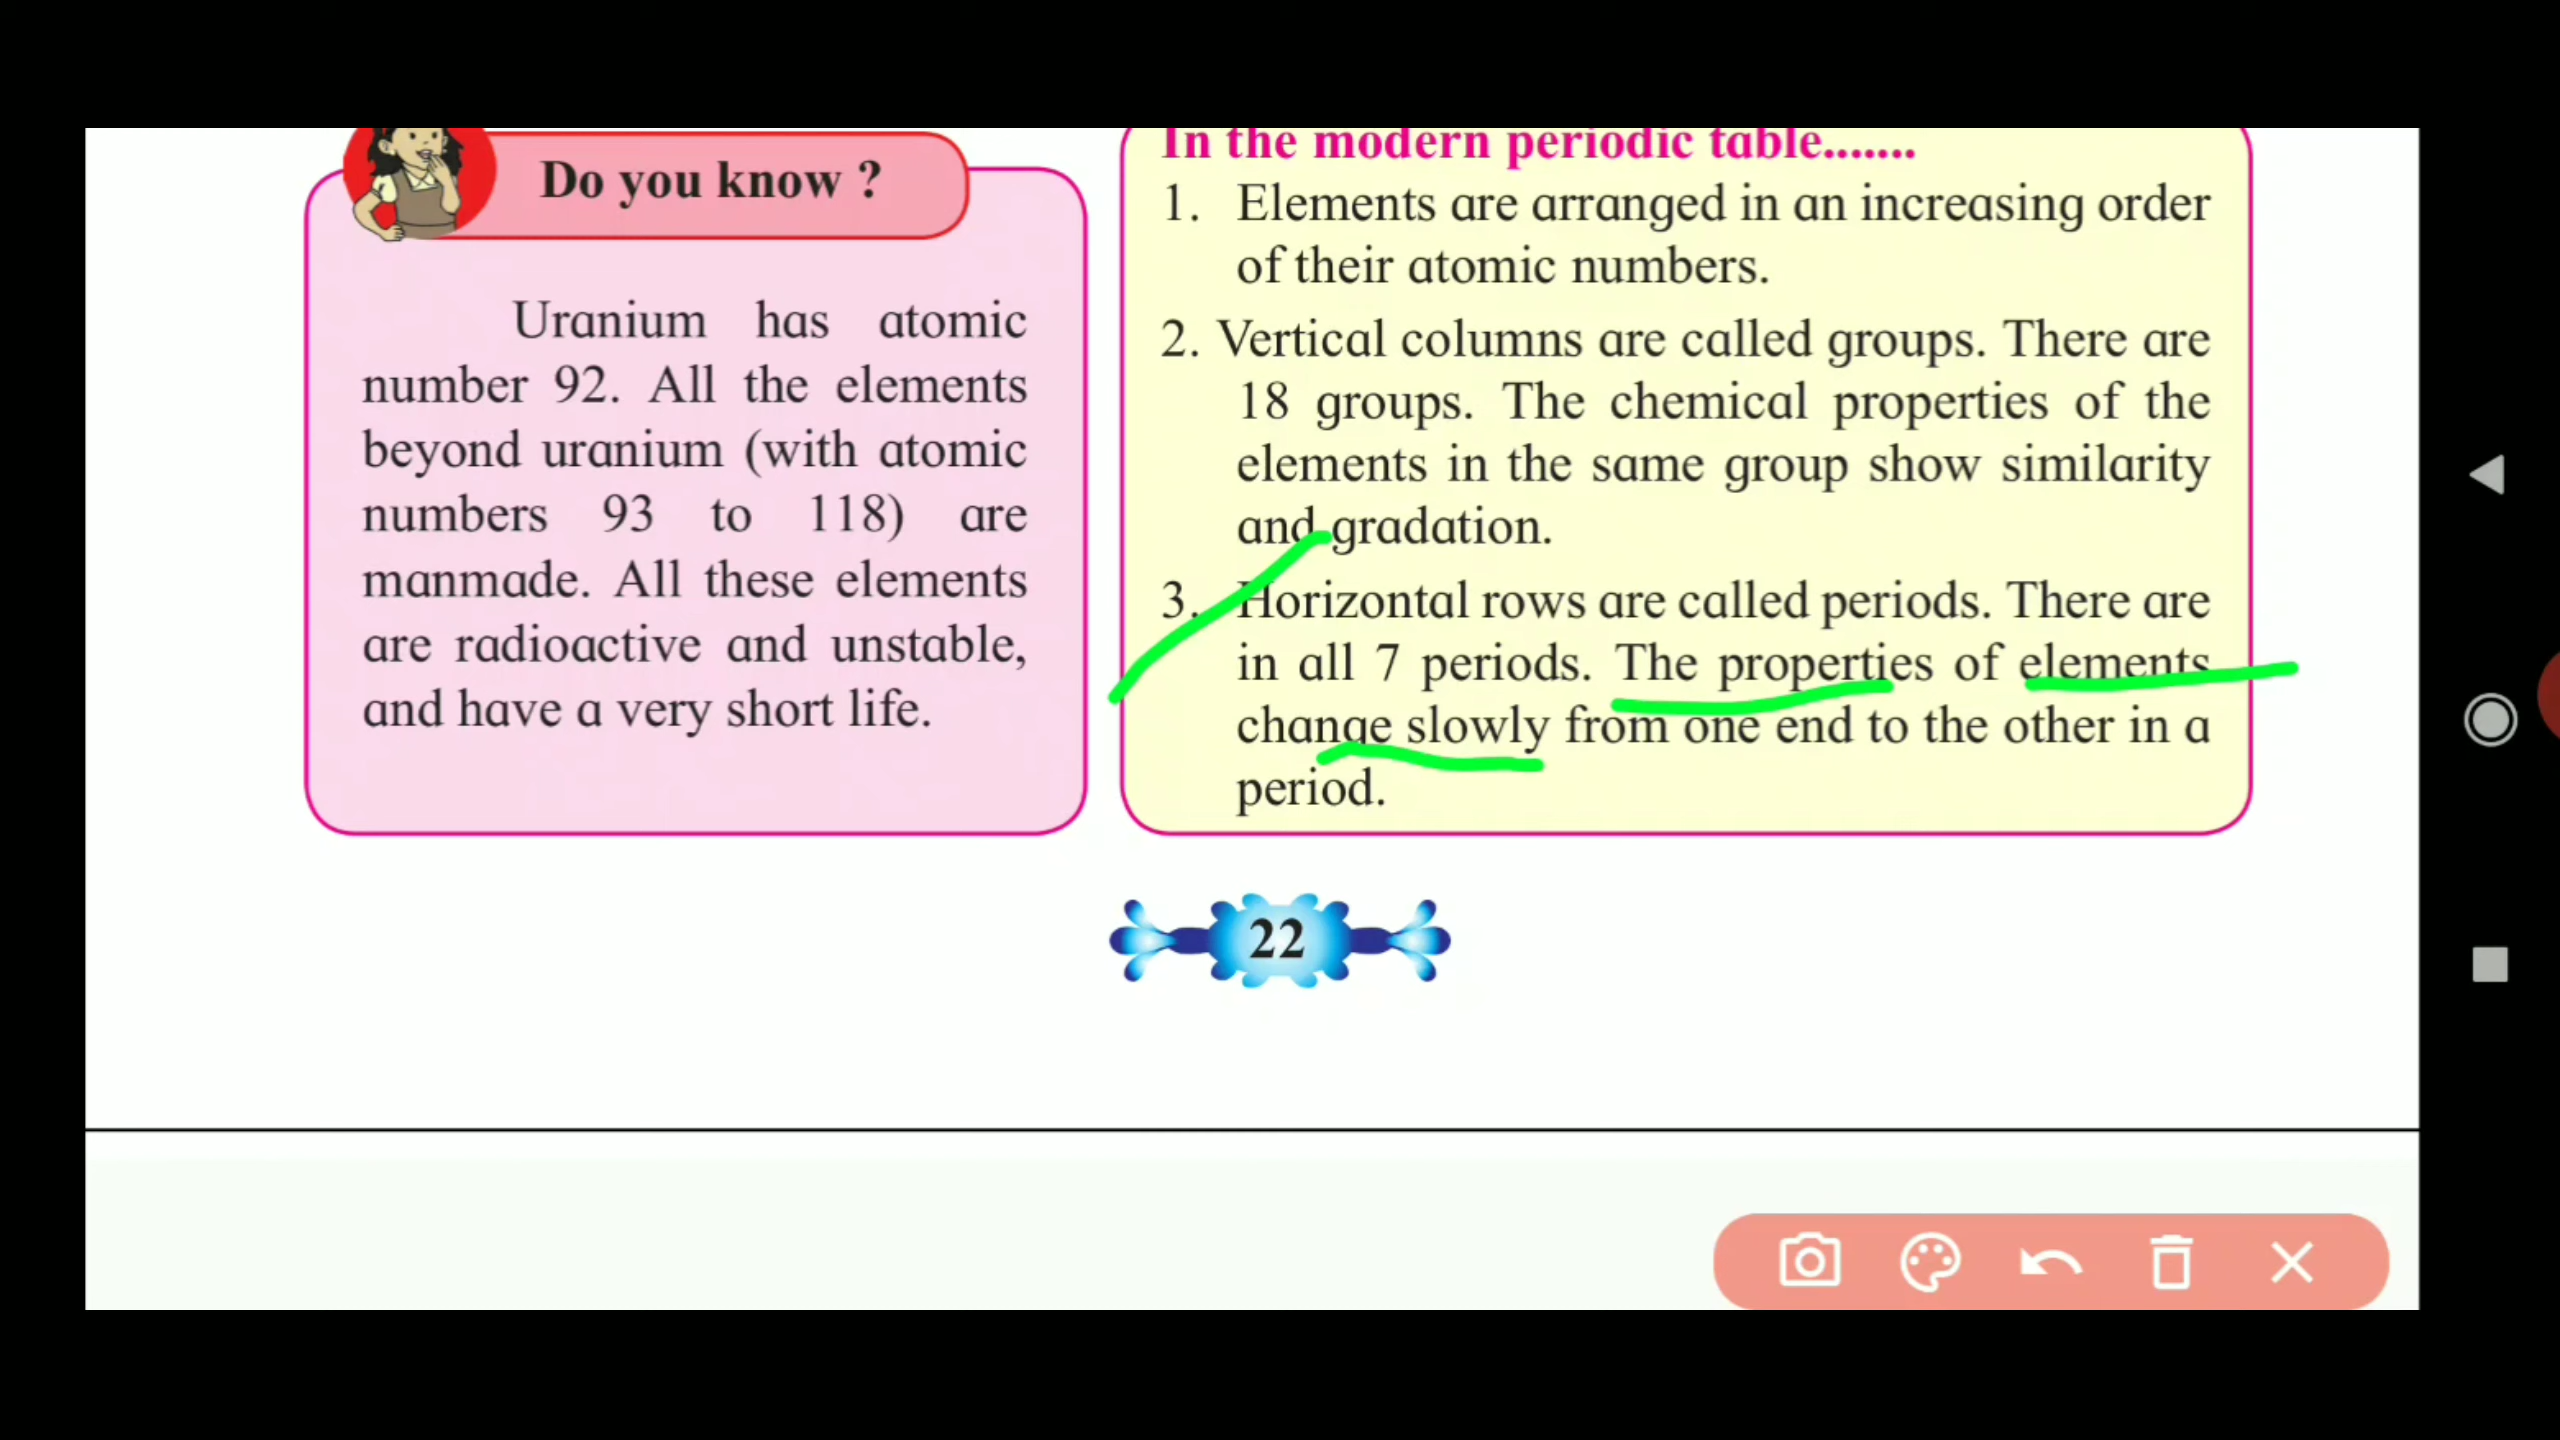 Do you know ?
Uranium has atomic
number 92. All the elements
beyond uranium (with atomic
numbers 93 to 118) are
manmade. All these elements
are radioactive and unstable,
and have a very short life.
In the modern periodic table.......
1. Elements are arranged in an increasing order
of their atomic numbers.
2. Vertical columns are called groups. There are
18 groups. The chemical properties of the
elements in the same group show similarity
and gradation.
3. Horizontal rows are called periods. There are
in all 7 periods. The properties of elements
change slowly from one end to the other in a
period.
22